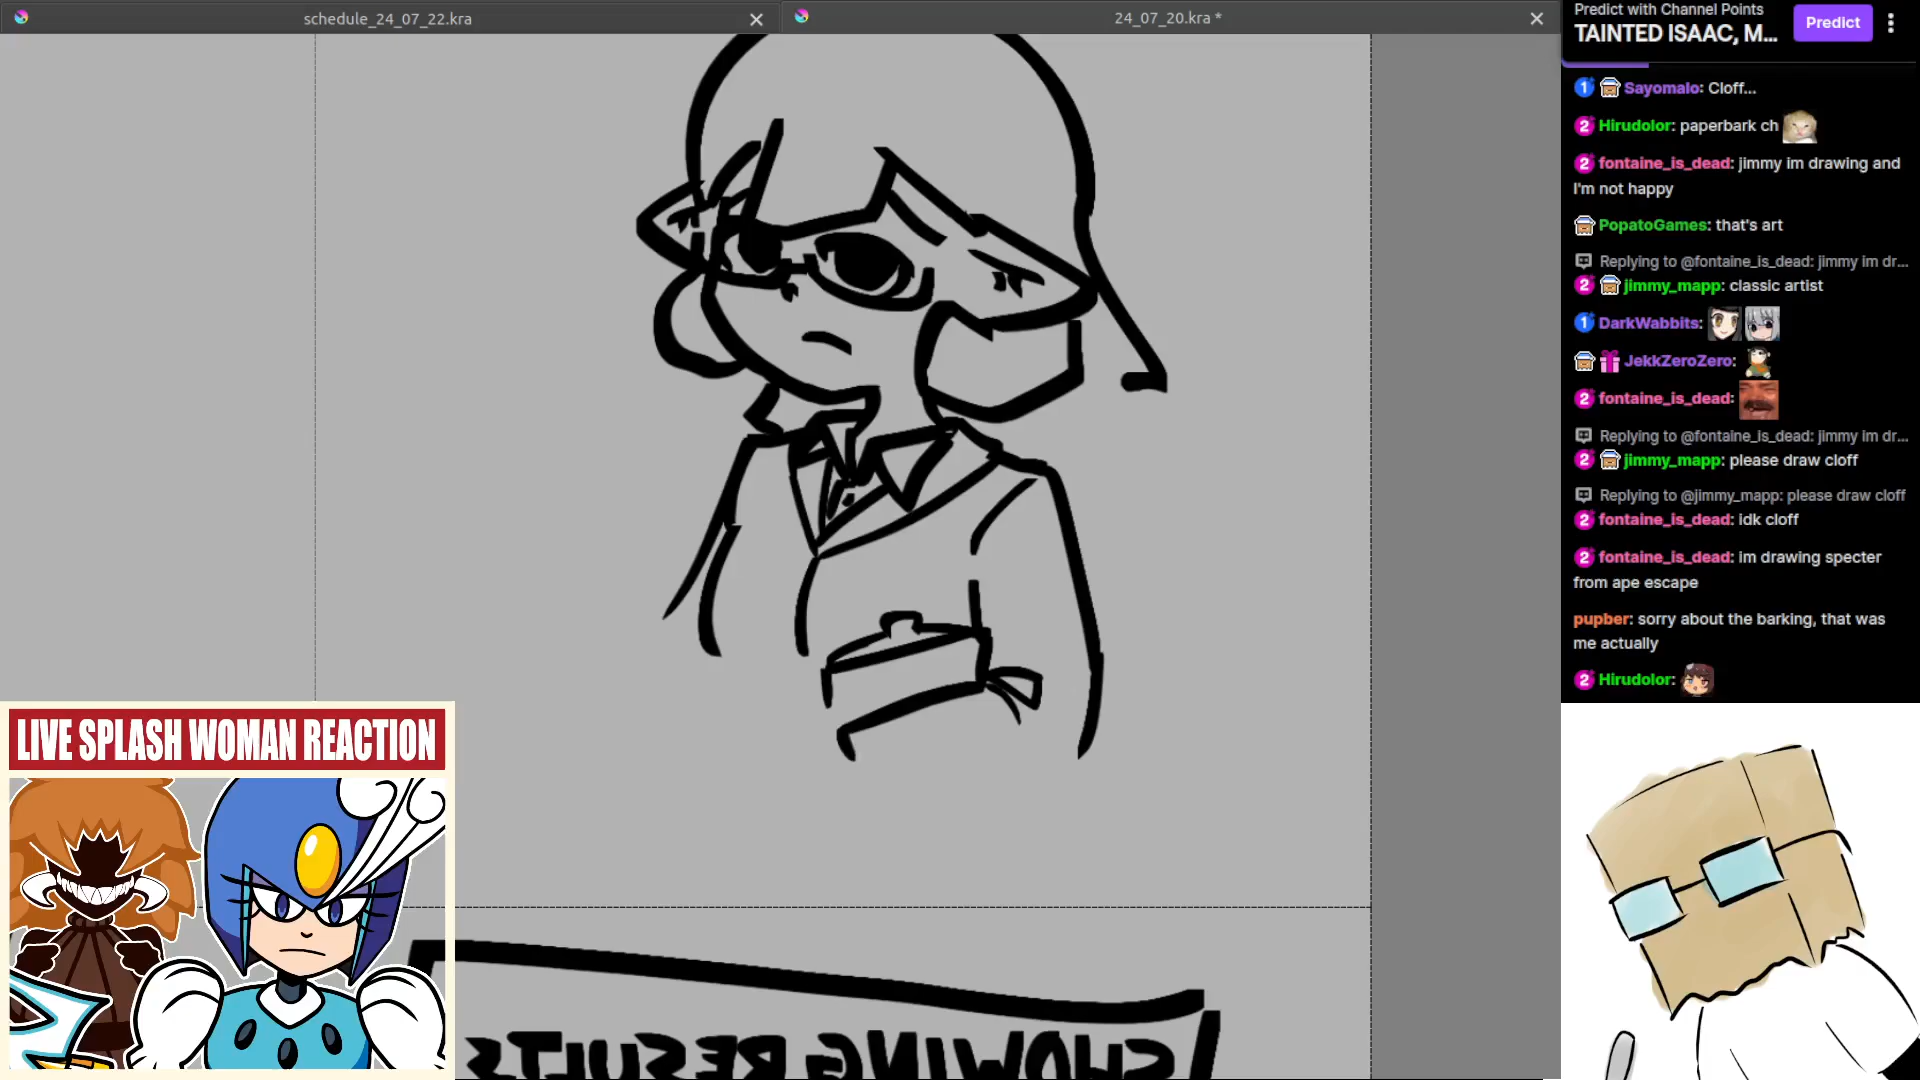 schedule_24_07_22.kra
24_07_20.kra *
Predict with Channel Points
TAINTED ISAAC, M...
Predict
Sayomalo: Cloff...
Hirudolor: paperbark ch
fontaine_is_dead: jimmy im drawing and
I'm not happy
PopatoGames: that's art
Replying to @fontaine_is_dead: jimmy im dr...
jimmy_mapp: classic artist
DarkWabbits:
JekkZeroZero:
fontaine_is_dead:
Replying to @fontaine_is_dead: jimmy im dr...
jimmy_mapp: please draw cloff
Replying to @jimmy_mapp: please draw cloff
fontaine_is_dead: idk cloff
fontaine_is_dead: im drawing specter
from ape escape
pupber: sorry about the barking, that was
me actually
Hirudolor:
LIVE SPLASH WOMAN REACTION
SHOWING RESULTS